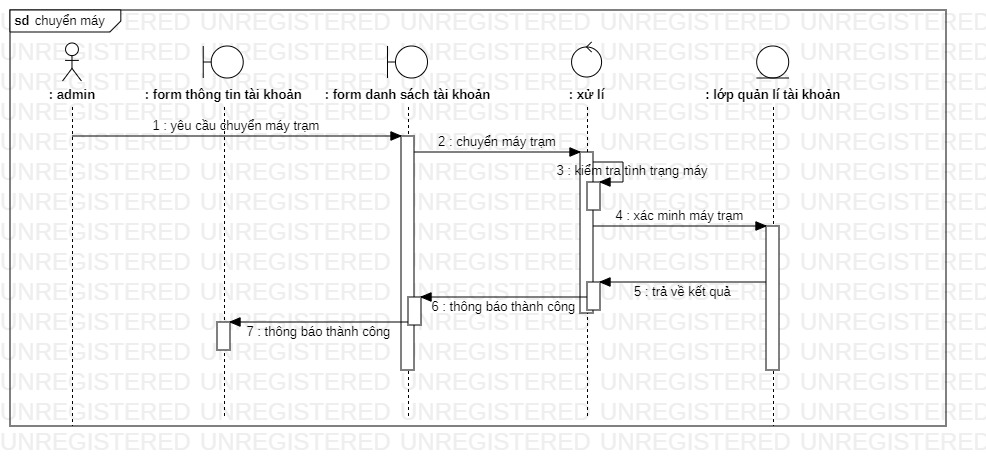 sd chuyển máy
: admin
: form thông tin tài khoản
: form danh sách tài khoản
: xử lí
: lớp quản lí tài khoản
1 : yêu cầu chuyển máy trạm
2 : chuyển máy trạm
3 : kiểm tra tình trạng máy
4 : xác minh máy trạm
5 : trả về kết quả
6 : thông báo thành công
7 : thông báo thành công
UNREGISTERED UNREGISTERED UNREGISTERED UNREGISTERED UNREGISTERED